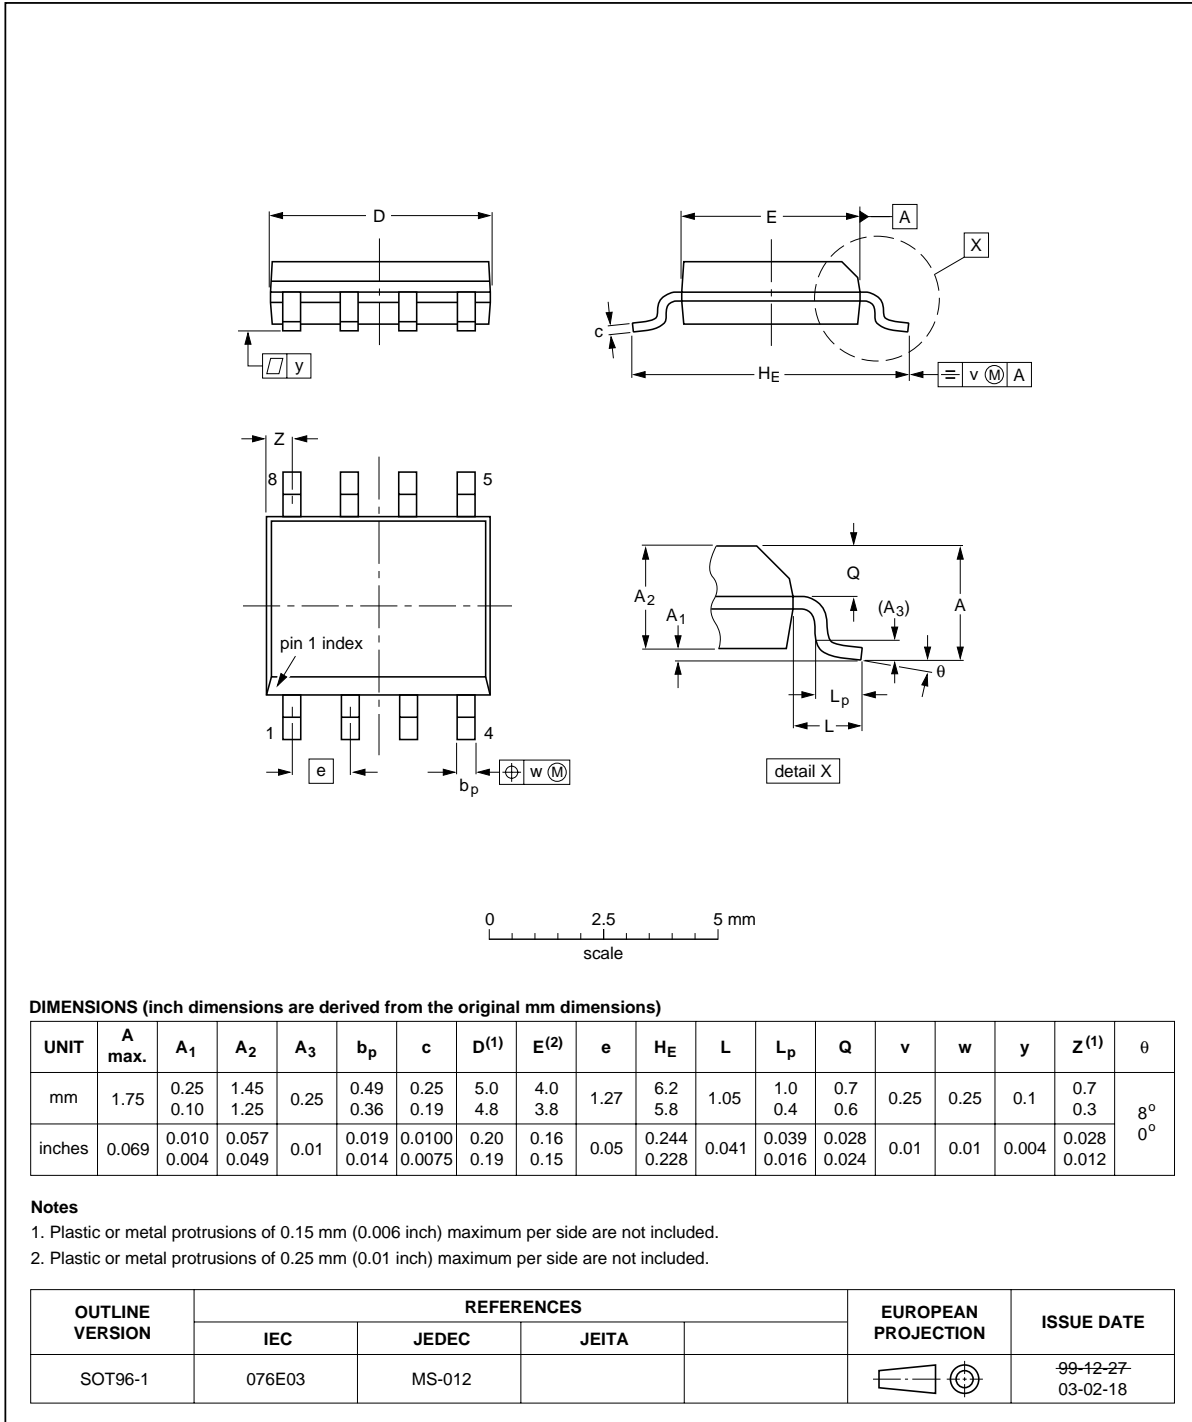 D
E
A
X
c
y
HE
v M A
Z
8 5
A2
A1
Q
(A3)
A
θ
pin 1 index
Lp
L
1 4
e
bp
w M
detail X
0 2.5 5 mm
scale
DIMENSIONS (inch dimensions are derived from the original mm dimensions)
UNIT A max. A1 A2 A3 bp c D(1) E(2) e HE L Lp Q v w y Z(1) θ
mm 1.75 0.25 0.10 1.45 1.25 0.25 0.49 0.36 0.25 0.19 5.0 4.8 4.0 3.8 1.27 6.2 5.8 1.05 1.0 0.4 0.7 0.6 0.25 0.25 0.1 0.7 0.3 8° 0°
inches 0.069 0.010 0.004 0.057 0.049 0.01 0.019 0.014 0.0100 0.0075 0.20 0.19 0.16 0.15 0.05 0.244 0.228 0.041 0.039 0.016 0.028 0.024 0.01 0.01 0.004 0.028 0.012
Notes
1. Plastic or metal protrusions of 0.15 mm (0.006 inch) maximum per side are not included.
2. Plastic or metal protrusions of 0.25 mm (0.01 inch) maximum per side are not included.
OUTLINE VERSION REFERENCES EUROPEAN PROJECTION ISSUE DATE
IEC JEDEC JEITA
SOT96-1 076E03 MS-012 99-12-27
03-02-18